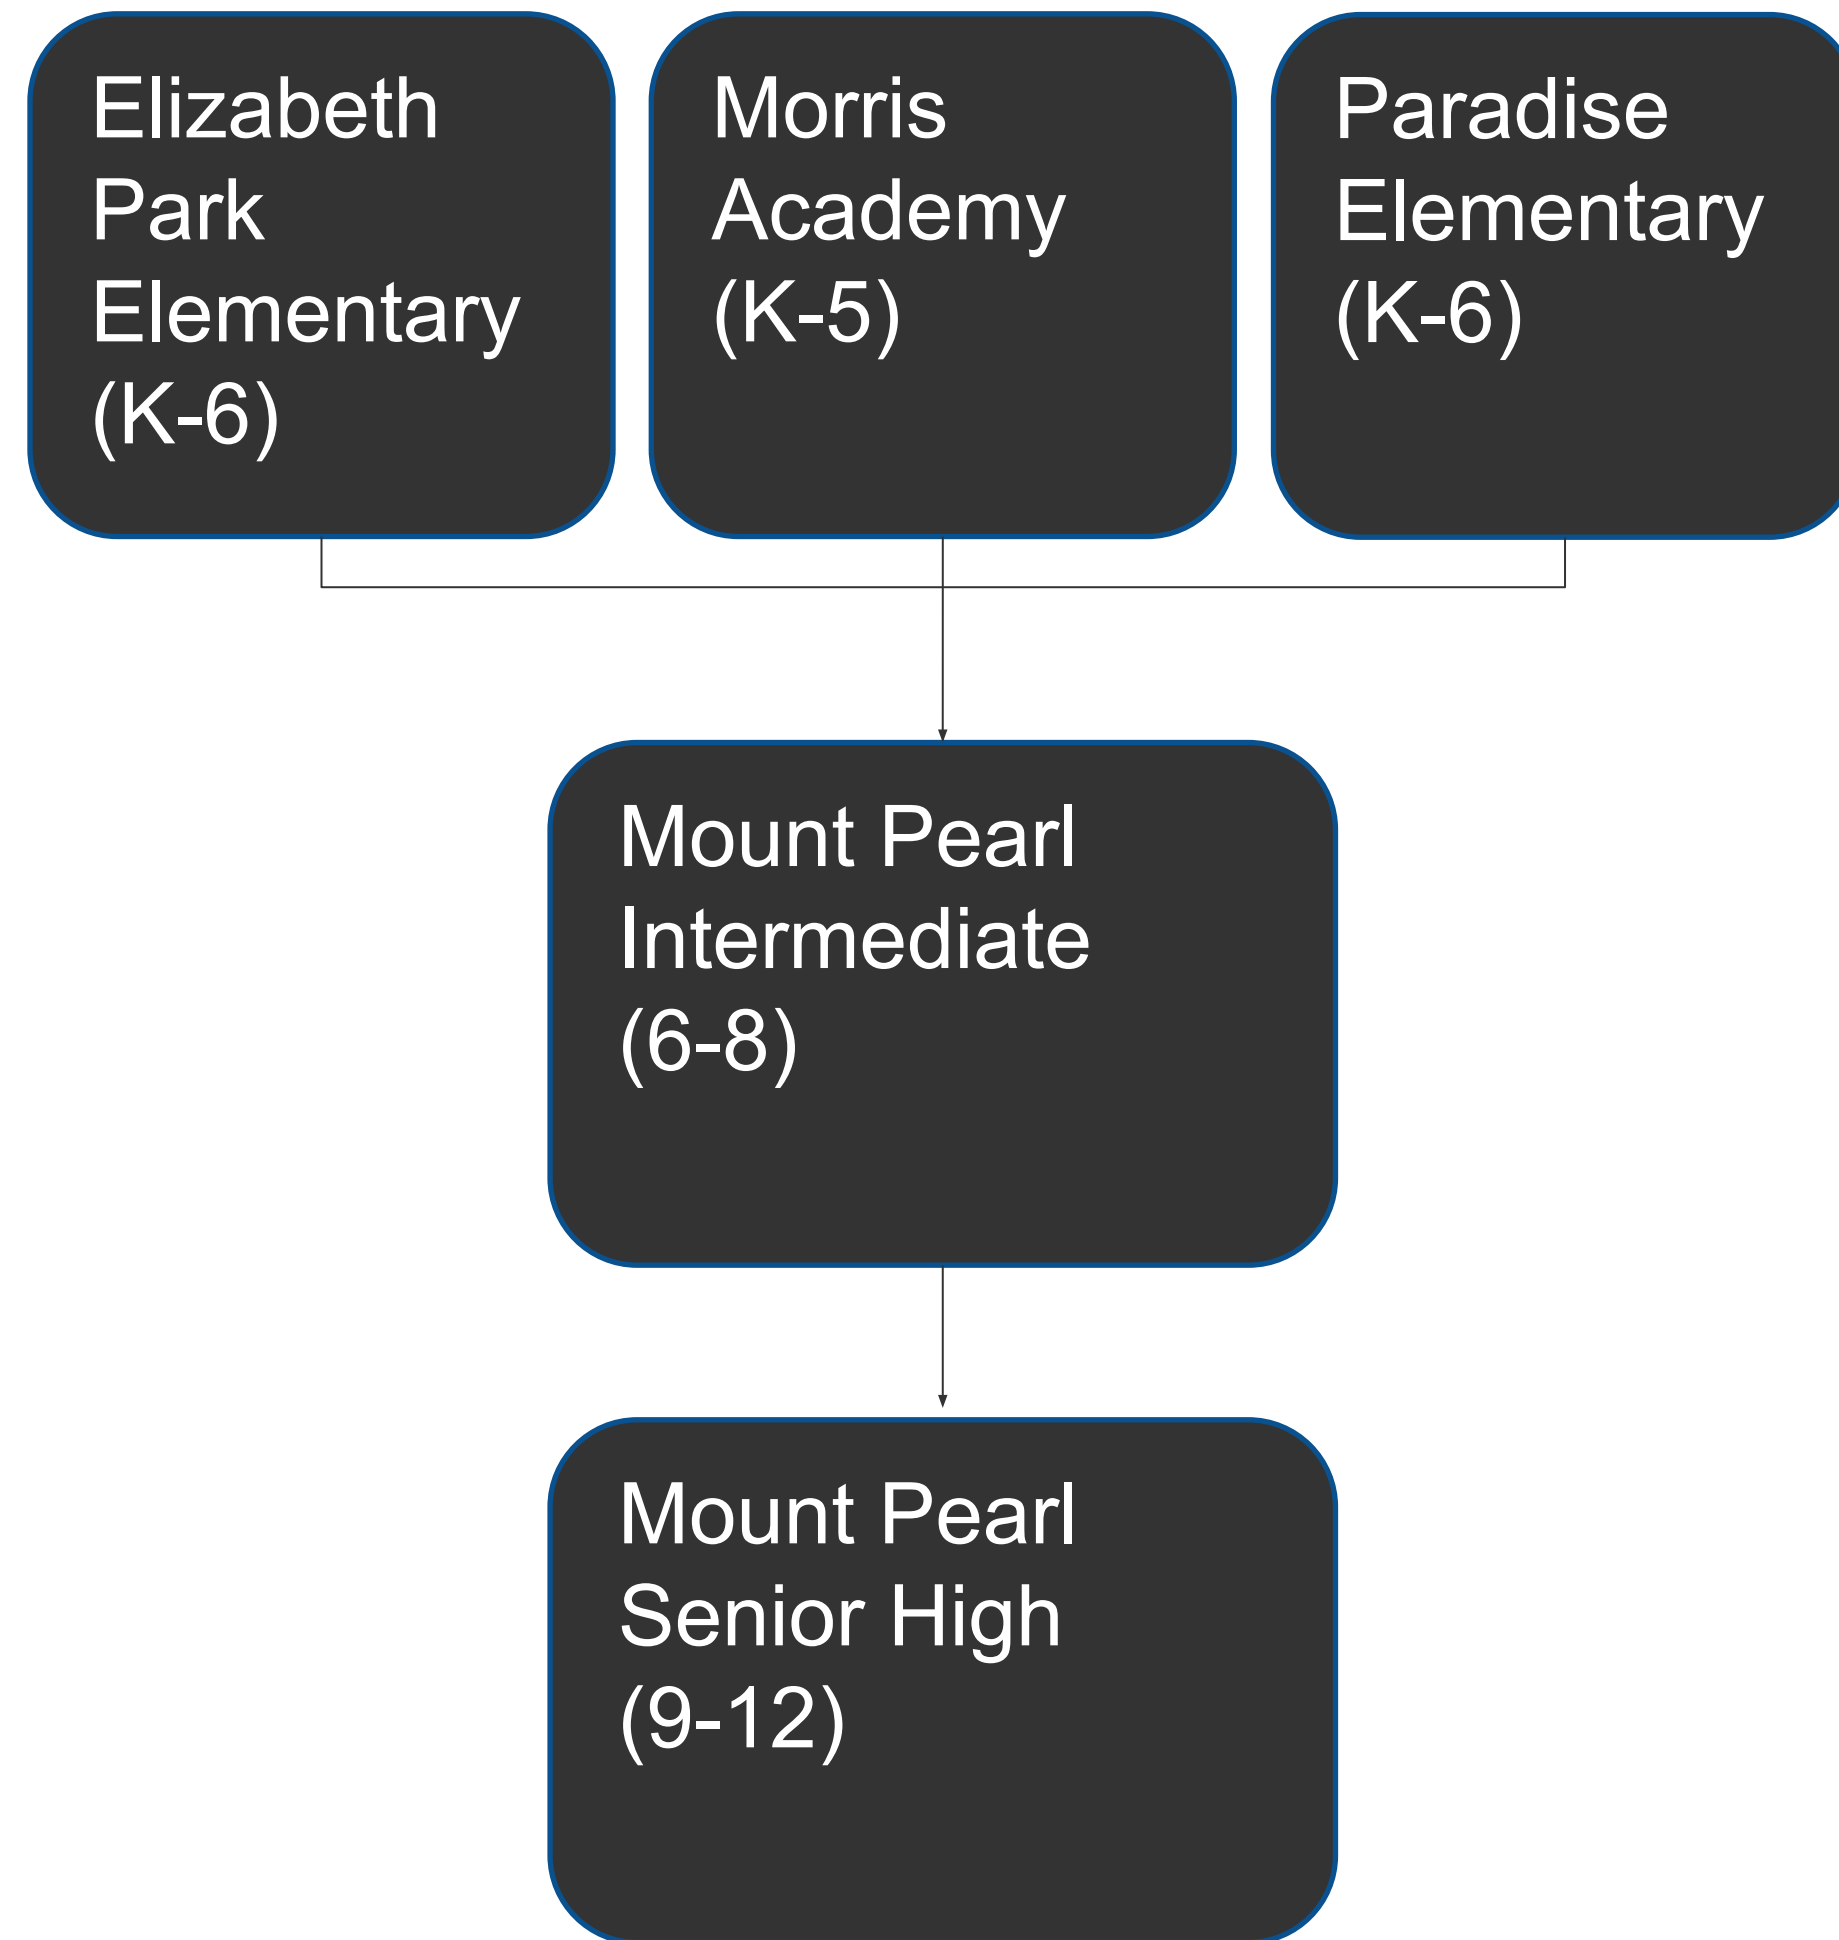 Elizabeth
Park
Elementary
(K-6)
Morris
Academy
(K-5)
Paradise
Elementary
(K-6)
Mount Pearl
Intermediate
(6-8)
Mount Pearl
Senior High
(9-12)